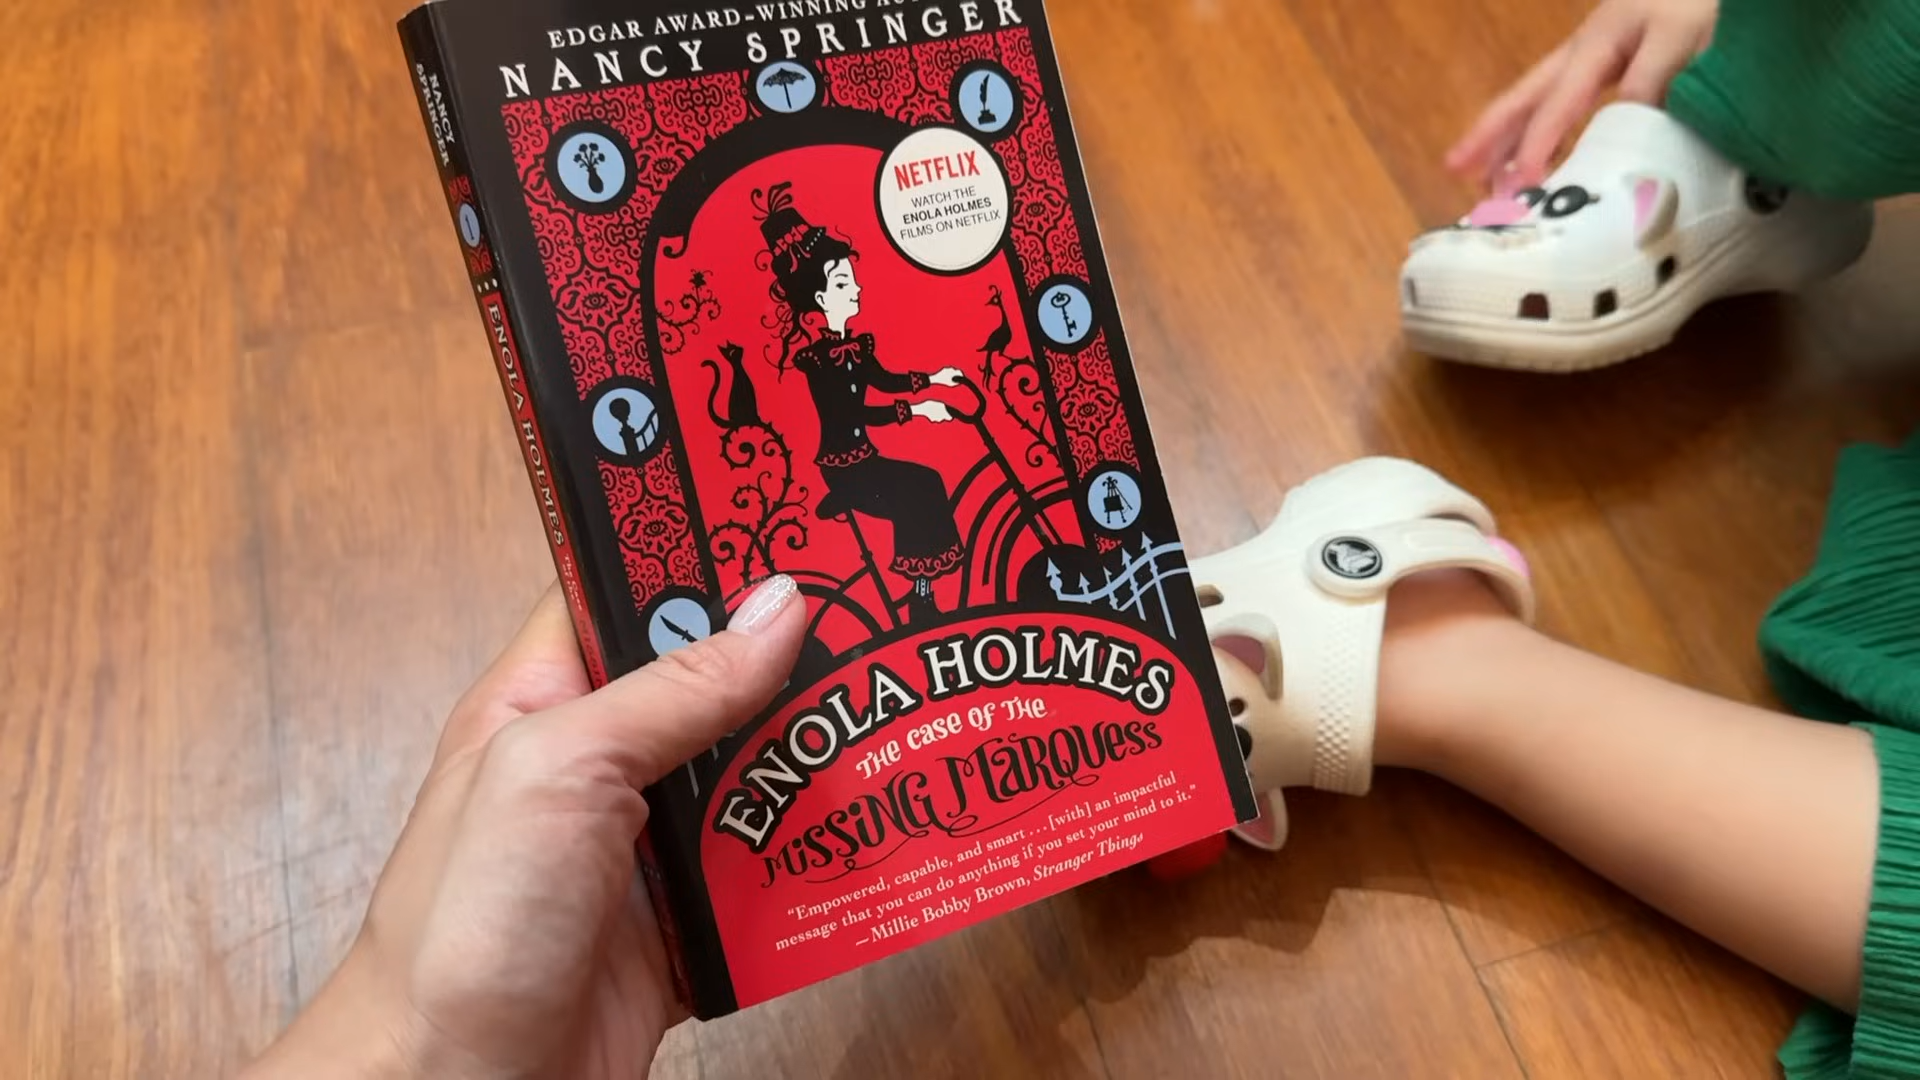 EDGAR AWARD-WINNING
NANCY SPRINGER
NETFLIX
WATCH THE
ENOLA HOLMES
FILMS ON NETFLIX
ENOLA HOLMES
THE CASE OF THE
MISSING MARQUESS
“Empowered, capable, and smart . . . [with] an impactful
message that you can do anything if you set your mind to it.”
—Millie Bobby Brown, Stranger Things
NANCY
SPRINGER
ENOLA HOLMES
The Case